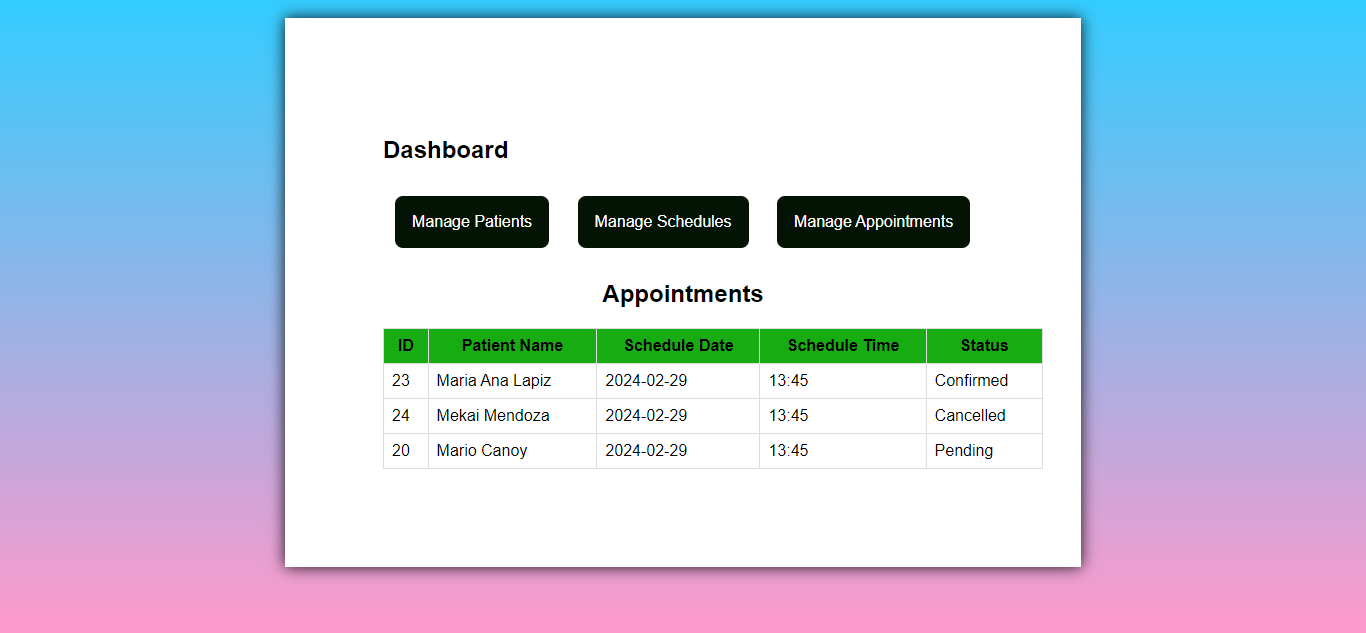 Dashboard
Manage Patients Manage Schedules Manage Appointments
Appointments
ID Patient Name Schedule Date Schedule Time Status
23 Maria Ana Lapiz 2024-02-29 13:45 Confirmed
24 Mekai Mendoza 2024-02-29 13:45 Cancelled
20 Mario Canoy 2024-02-29 13:45 Pending